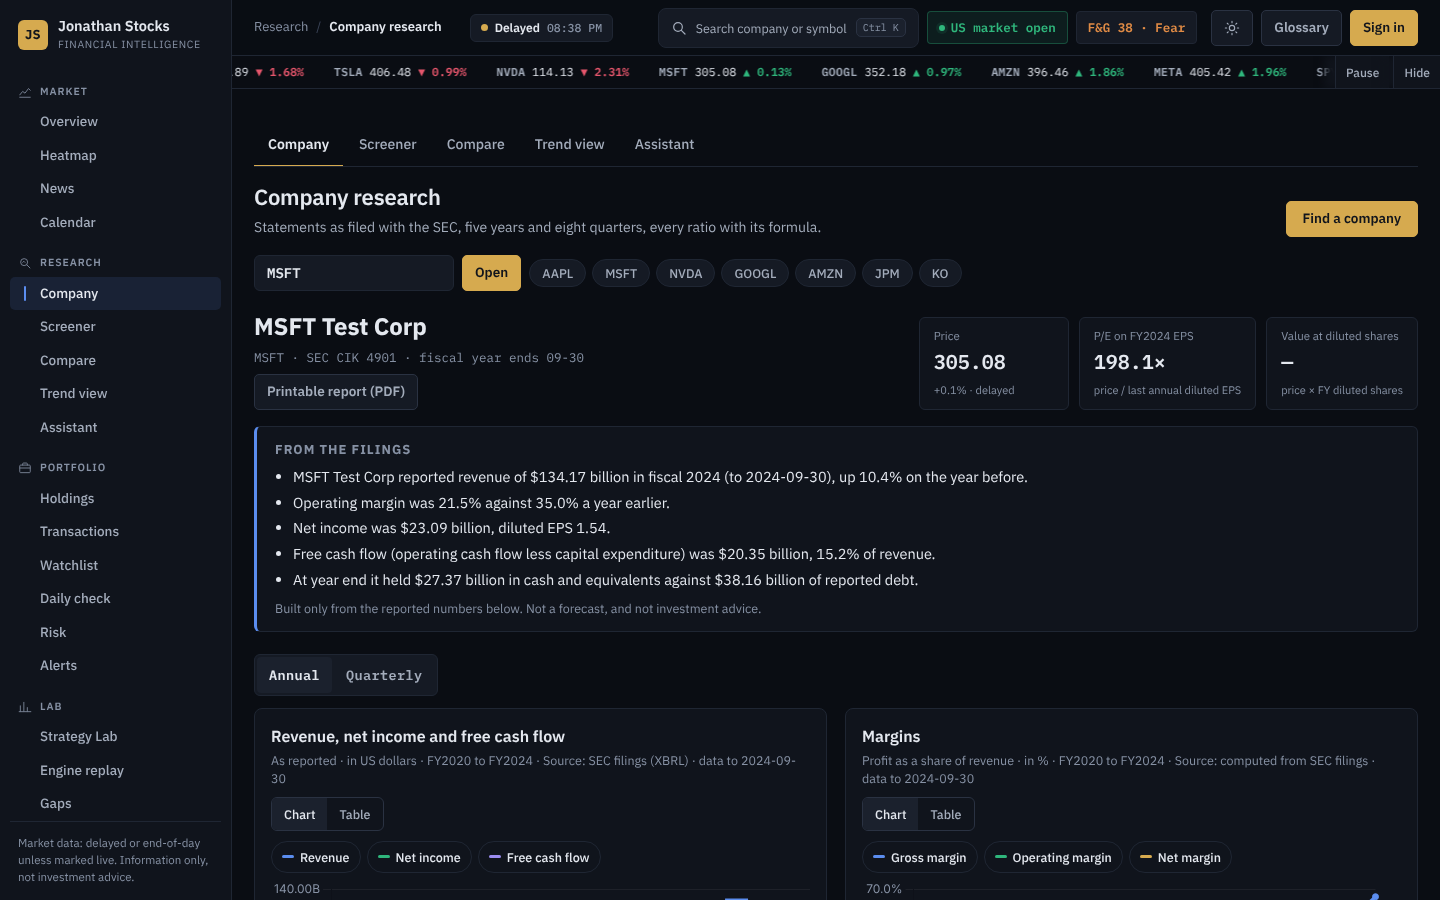 JS
Jonathan Stocks
FINANCIAL INTELLIGENCE
Research / Company research
Delayed 08:38 PM
Search company or symbol Ctrl K
US market open
F&G 38 · Fear
Glossary
Sign in
.89 ▼ 1.68% TSLA 406.48 ▼ 0.99% NVDA 114.13 ▼ 2.31% MSFT 305.08 ▲ 0.13% GOOGL 352.18 ▲ 0.97% AMZN 396.46 ▲ 1.86% META 405.42 ▲ 1.96%
Pause Hide
MARKET
Overview
Heatmap
News
Calendar
RESEARCH
Company
Screener
Compare
Trend view
Assistant
PORTFOLIO
Holdings
Transactions
Watchlist
Daily check
Risk
Alerts
LAB
Strategy Lab
Engine replay
Gaps
Market data: delayed or end-of-day
unless marked live. Information only,
not investment advice.
Company Screener Compare Trend view Assistant
Company research
Statements as filed with the SEC, five years and eight quarters, every ratio with its formula.
Find a company
MSFT Open AAPL MSFT NVDA GOOGL AMZN JPM KO
MSFT Test Corp
MSFT · SEC CIK 4901 · fiscal year ends 09-30
Printable report (PDF)
Price
305.08
+0.1% · delayed
P/E on FY2024 EPS
198.1×
price / last annual diluted EPS
Value at diluted shares
—
price × FY diluted shares
FROM THE FILINGS
• MSFT Test Corp reported revenue of $134.17 billion in fiscal 2024 (to 2024-09-30), up 10.4% on the year before.
• Operating margin was 21.5% against 35.0% a year earlier.
• Net income was $23.09 billion, diluted EPS 1.54.
• Free cash flow (operating cash flow less capital expenditure) was $20.35 billion, 15.2% of revenue.
• At year end it held $27.37 billion in cash and equivalents against $38.16 billion of reported debt.
Built only from the reported numbers below. Not a forecast, and not investment advice.
Annual Quarterly
Revenue, net income and free cash flow
As reported · in US dollars · FY2020 to FY2024 · Source: SEC filings (XBRL) · data to 2024-09-
30
Chart Table
Revenue Net income Free cash flow
140.00B
Margins
Profit as a share of revenue · in % · FY2020 to FY2024 · Source: computed from SEC filings ·
data to 2024-09-30
Chart Table
Gross margin Operating margin Net margin
70.0%